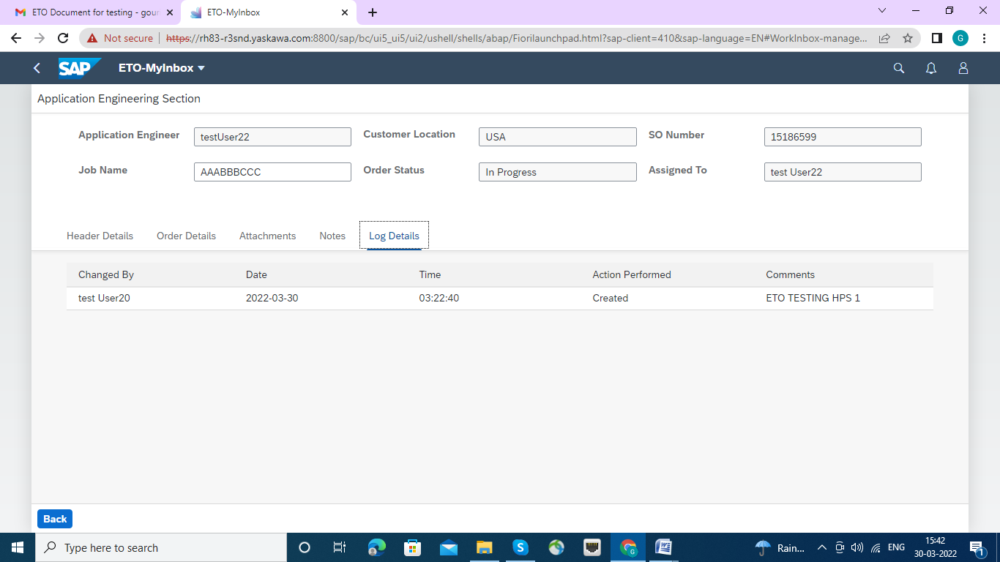 ETO Document for testing - gour
ETO-MyInbox
Not secure https://rh83-r3snd.yaskawa.com:8800/sap/bc/ui5_ui5/ui2/ushell/shells/abap/Fiorilaunchpad.html?sap-client=410&sap-language=EN#WorkInbox-manage...
G
SAP ETO-MyInbox
Application Engineering Section
Application Engineer testUser22 Customer Location USA SO Number 15186599
Job Name AAABBBCCC Order Status In Progress Assigned To test User22
Header Details Order Details Attachments Notes Log Details
Changed By Date Time Action Performed Comments
test User20 2022-03-30 03:22:40 Created ETO TESTING HPS 1
Back
Type here to search
Rain... ENG 15:42
30-03-2022 1